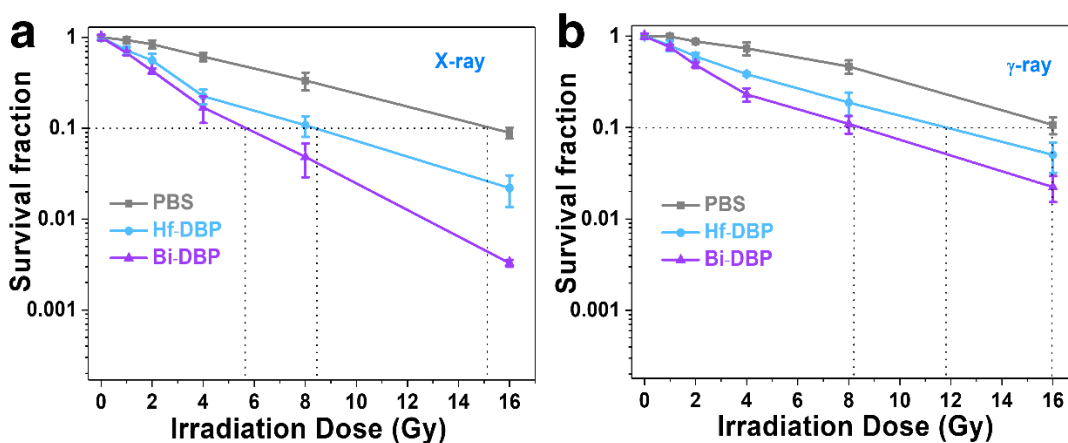 a
X-ray
Survival fraction
1
0.1
0.01
0.001
PBS
Hf-DBP
Bi-DBP
0 2 4 6 8 10 12 14 16
Irradiation Dose (Gy)
b
γ-ray
Survival fraction
1
0.1
0.01
0.001
PBS
Hf-DBP
Bi-DBP
0 2 4 6 8 10 12 14 16
Irradiation Dose (Gy)